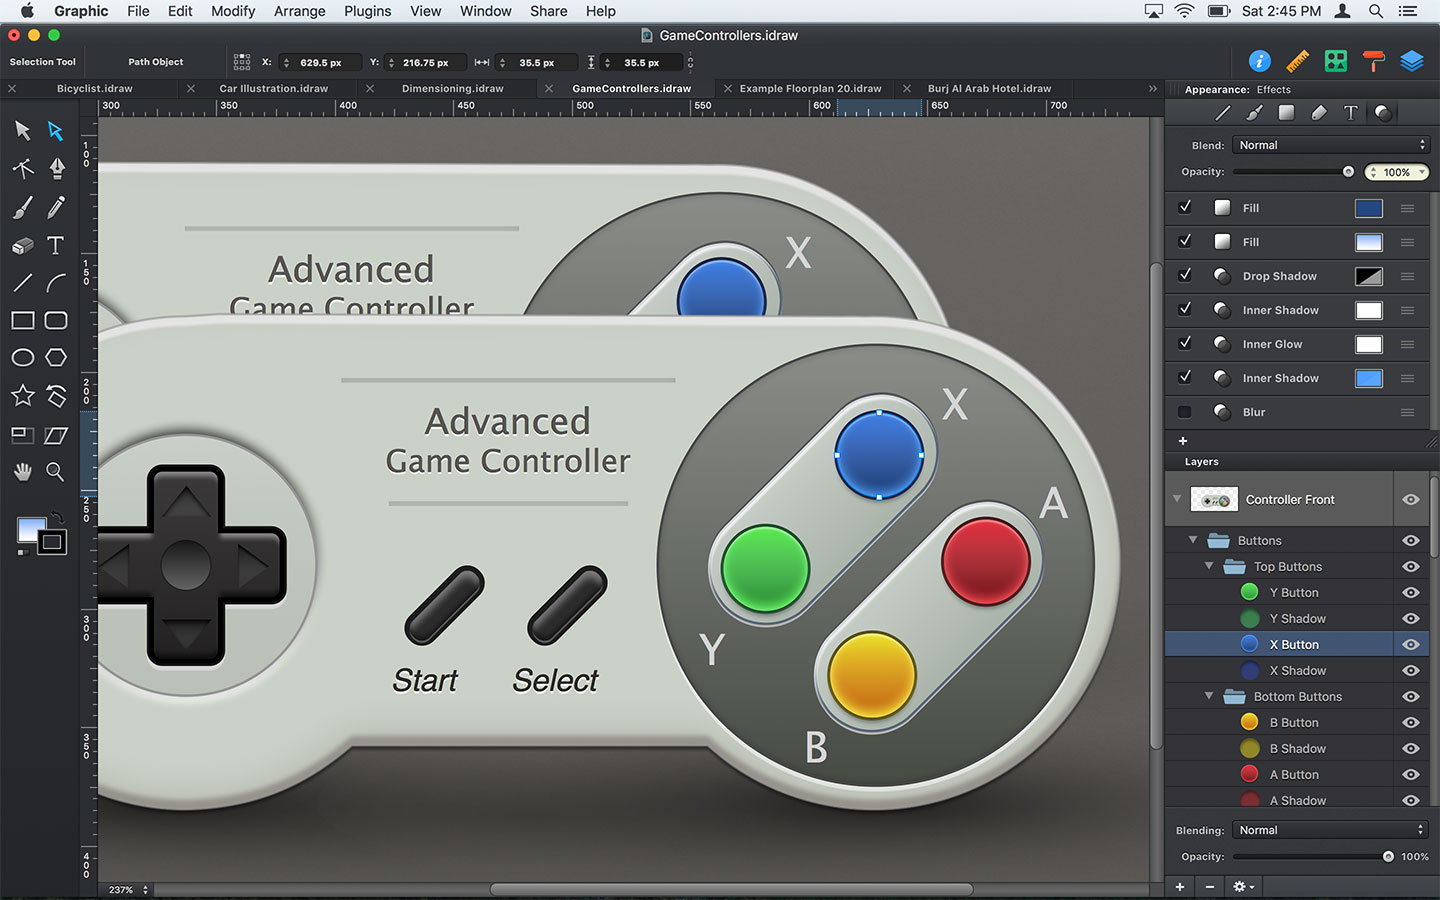 Graphic File Edit Modify Arrange Plugins View Window Share Help Sat 2:45 PM
GameControllers.idraw
Selection Tool Path Object X: 629.5 px Y: 216.75 px 35.5 px 35.5 px
Bicyclist.idraw Car Illustration.idraw Dimensioning.idraw GameControllers.idraw Example Floorplan 20.idraw Burj Al Arab Hotel.idraw
300 350 400 450 500 550 600 650 700
100
150
200
250
300
350
400
Advanced
Game Controller
X
Advanced
Game Controller
X
A
Y
B
Start Select
237%
Appearance: Effects
Blend: Normal
Opacity: 100%
Fill
Fill
Drop Shadow
Inner Shadow
Inner Glow
Inner Shadow
Blur
Layers
Controller Front
Buttons
Top Buttons
Y Button
Y Shadow
X Button
X Shadow
Bottom Buttons
B Button
B Shadow
A Button
A Shadow
Blending: Normal
Opacity: 100%